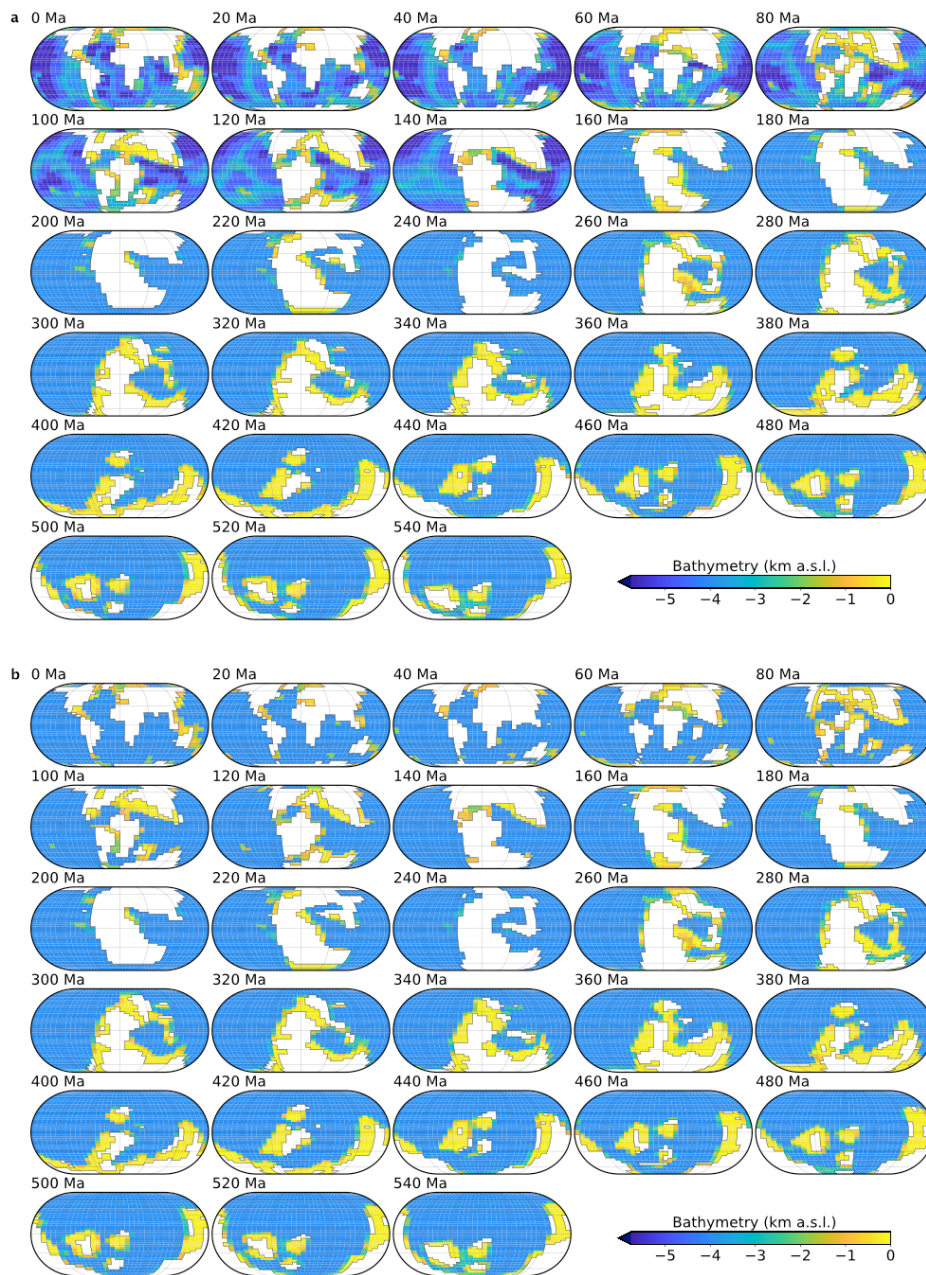 a
0 Ma 20 Ma 40 Ma 60 Ma 80 Ma
100 Ma 120 Ma 140 Ma 160 Ma 180 Ma
200 Ma 220 Ma 240 Ma 260 Ma 280 Ma
300 Ma 320 Ma 340 Ma 360 Ma 380 Ma
400 Ma 420 Ma 440 Ma 460 Ma 480 Ma
500 Ma 520 Ma 540 Ma
Bathymetry (km a.s.l.)
−5 −4 −3 −2 −1 0
b
0 Ma 20 Ma 40 Ma 60 Ma 80 Ma
100 Ma 120 Ma 140 Ma 160 Ma 180 Ma
200 Ma 220 Ma 240 Ma 260 Ma 280 Ma
300 Ma 320 Ma 340 Ma 360 Ma 380 Ma
400 Ma 420 Ma 440 Ma 460 Ma 480 Ma
500 Ma 520 Ma 540 Ma
Bathymetry (km a.s.l.)
−5 −4 −3 −2 −1 0